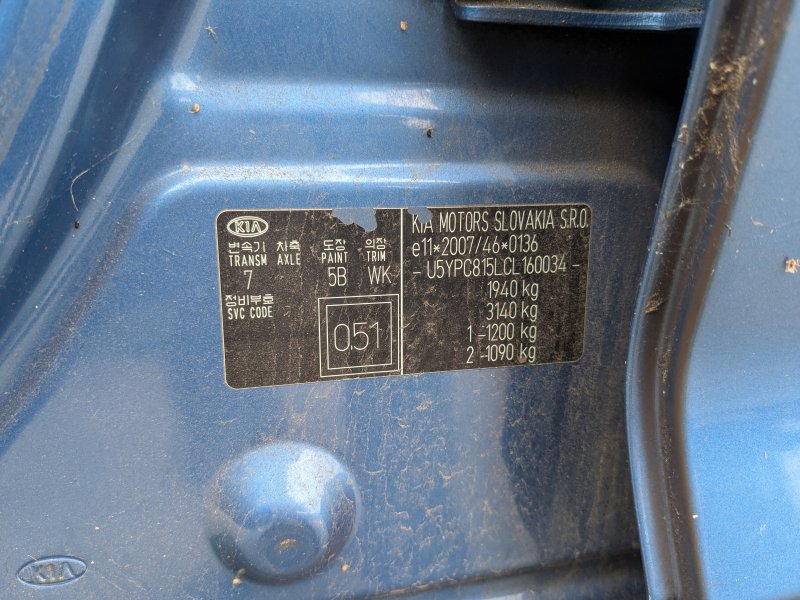 KIA
변속기 차축 도장 의장
TRANSM AXLE PAINT TRIM
7 5B WK
정비부호
SVC CODE
051
KIA MOTORS SLOVAKIA S.R.O.
e11*2007/46*0136
- U5YPC815LCL160034 -
1940 kg
3140 kg
1 -1200 kg
2 -1090 kg
KIA